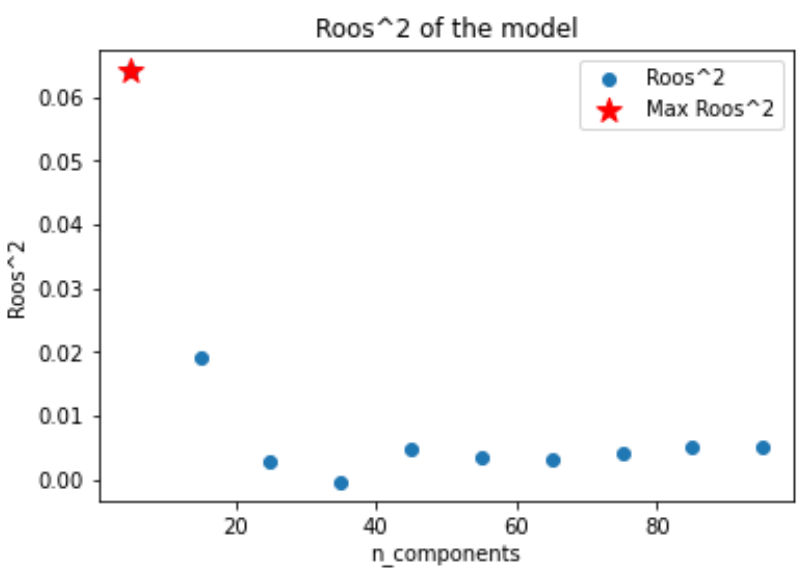 Roos^2 of the model
Roos^2
Max Roos^2
0.06
0.05
0.04
0.03
0.02
0.01
0.00
Roos^2
20 40 60 80
n_components